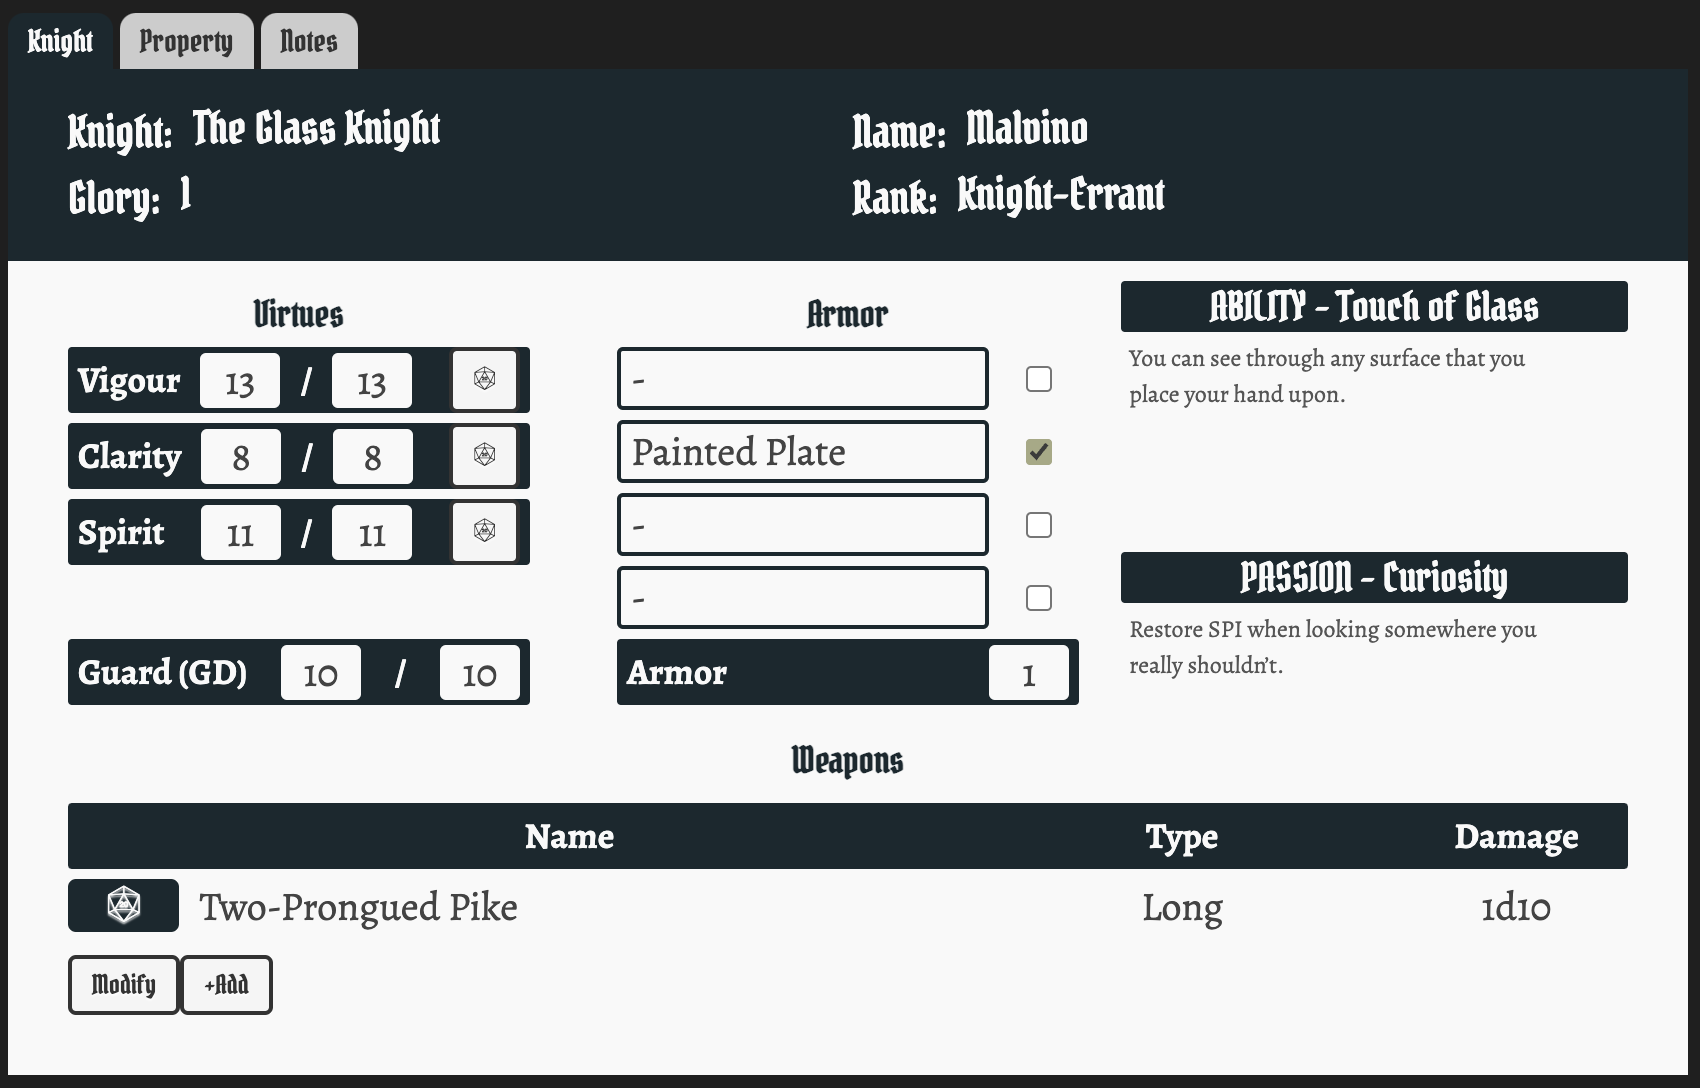 Knight Property Notes
Knight: The Glass Knight
Name: Malvino
Glory: 1
Rank: Knight-Errant
Virtues
Vigour 13 / 13
Clarity 8 / 8
Spirit 11 / 11
Guard (GD) 10 / 10
Armor
-
Painted Plate
-
-
Armor 1
ABILITY - Touch of Glass
You can see through any surface that you
place your hand upon.
PASSION - Curiosity
Restore SPI when looking somewhere you
really shouldn't.
Weapons
Name Type Damage
Two-Prongued Pike Long 1d10
Modify +Add